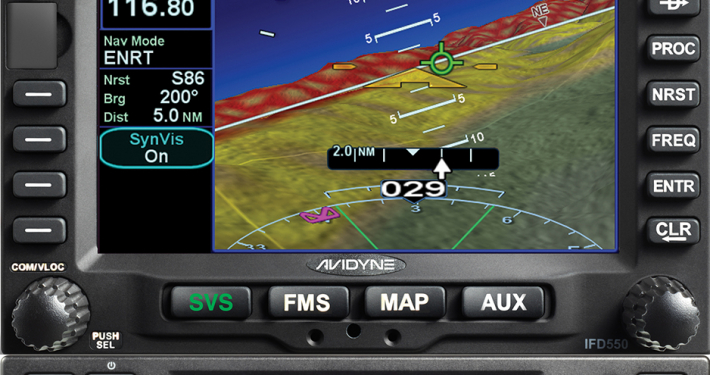 116.80
Nav Mode
ENRT
Nrst S86
Brg 200°
Dist 5.0 NM
SynVis
On
10
5
5
NE
5
5
10
2.0 NM
029
33
3
6
PROC
NRST
FREQ
ENTR
CLR
AVIDYNE
COM/VLOC
SVS
FMS
MAP
AUX
PUSH
SEL
IFD550